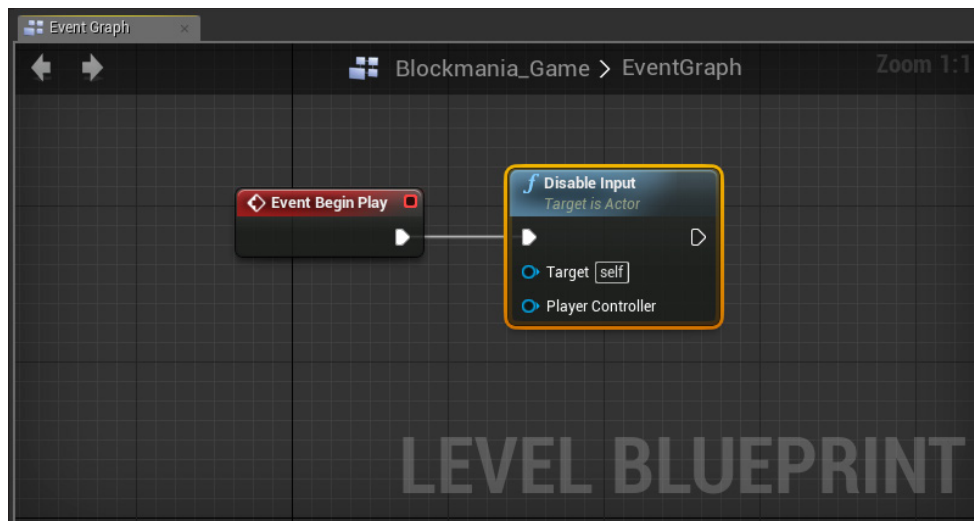 Event Graph
Blockmania_Game > EventGraph
Zoom 1:1
Event Begin Play
f Disable Input
Target is Actor
Target self
Player Controller
LEVEL BLUEPRINT